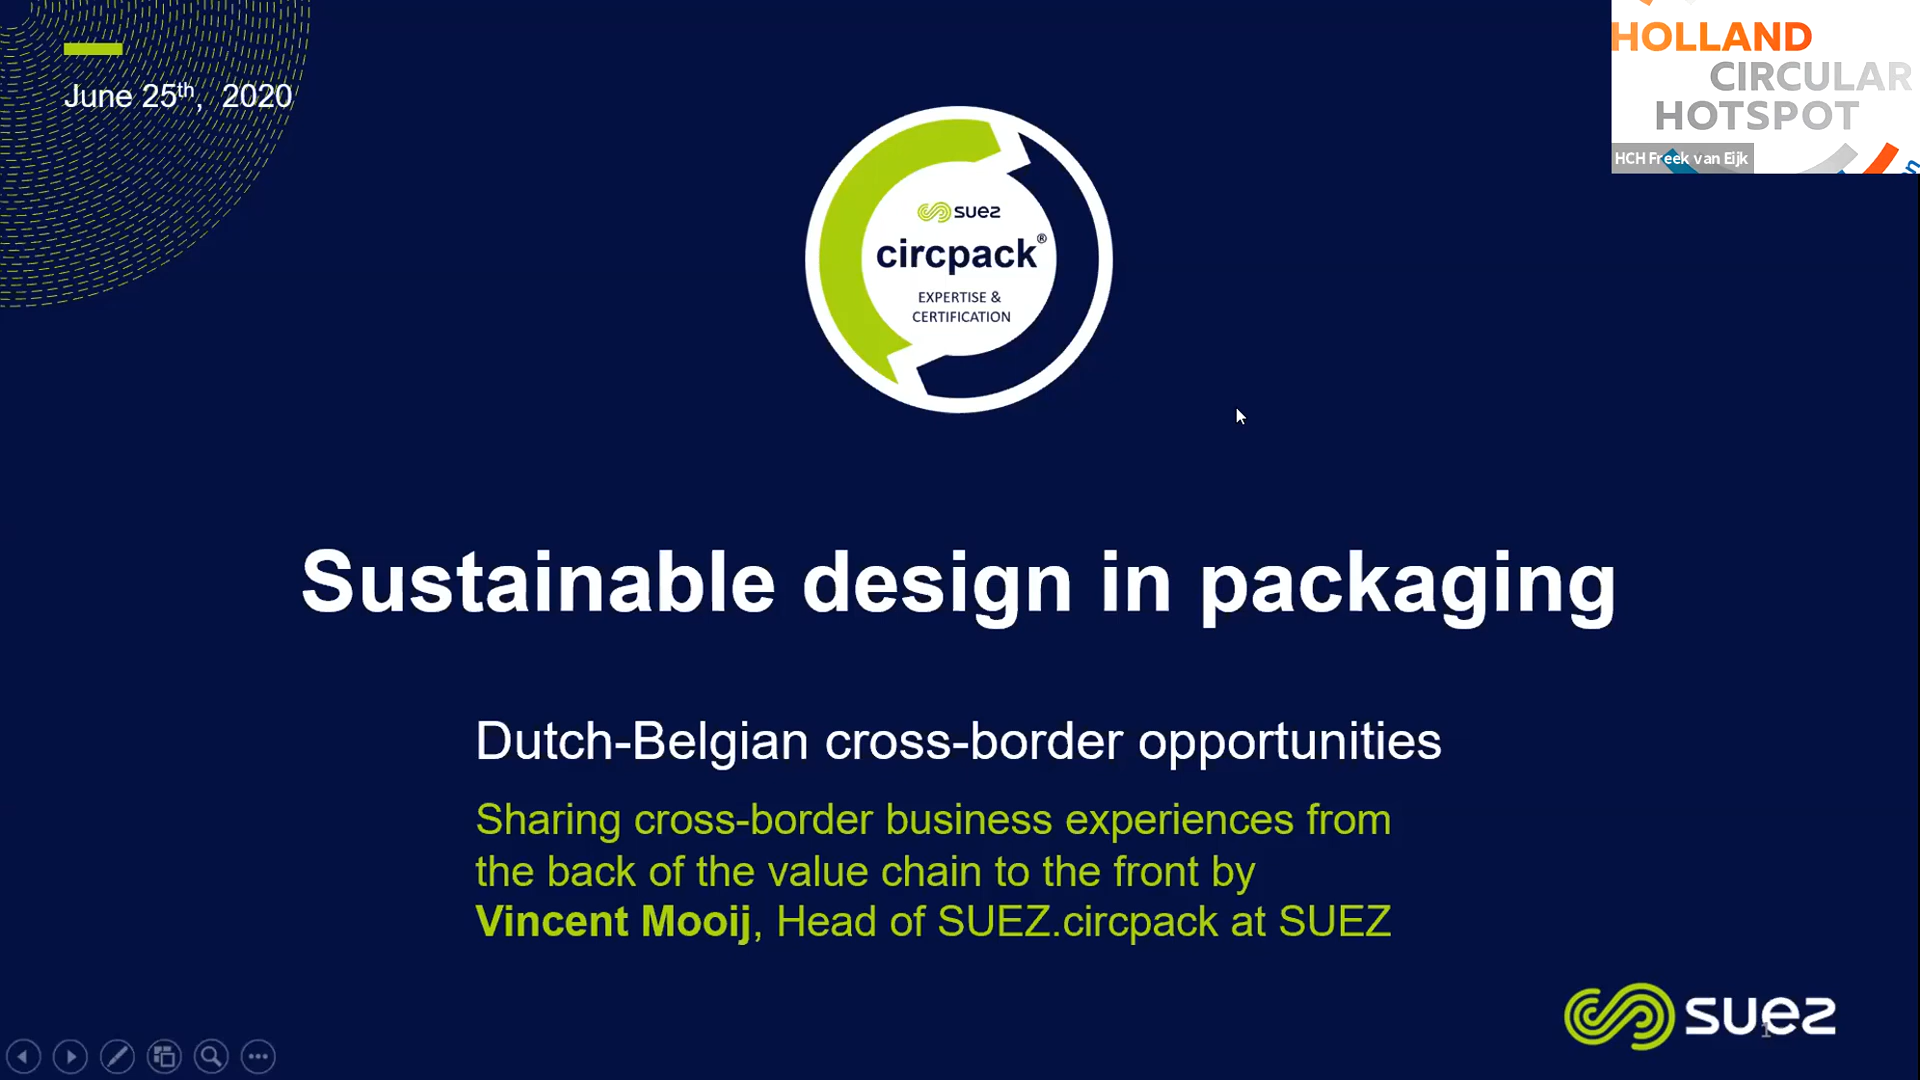 June 25th, 2020
HOLLAND
CIRCULAR
HOTSPOT
HCH Freek van Eijk
suez
circpack®
EXPERTISE &
CERTIFICATION
Sustainable design in packaging
Dutch-Belgian cross-border opportunities
Sharing cross-border business experiences from
the back of the value chain to the front by
Vincent Mooij, Head of SUEZ.circpack at SUEZ
suez
1